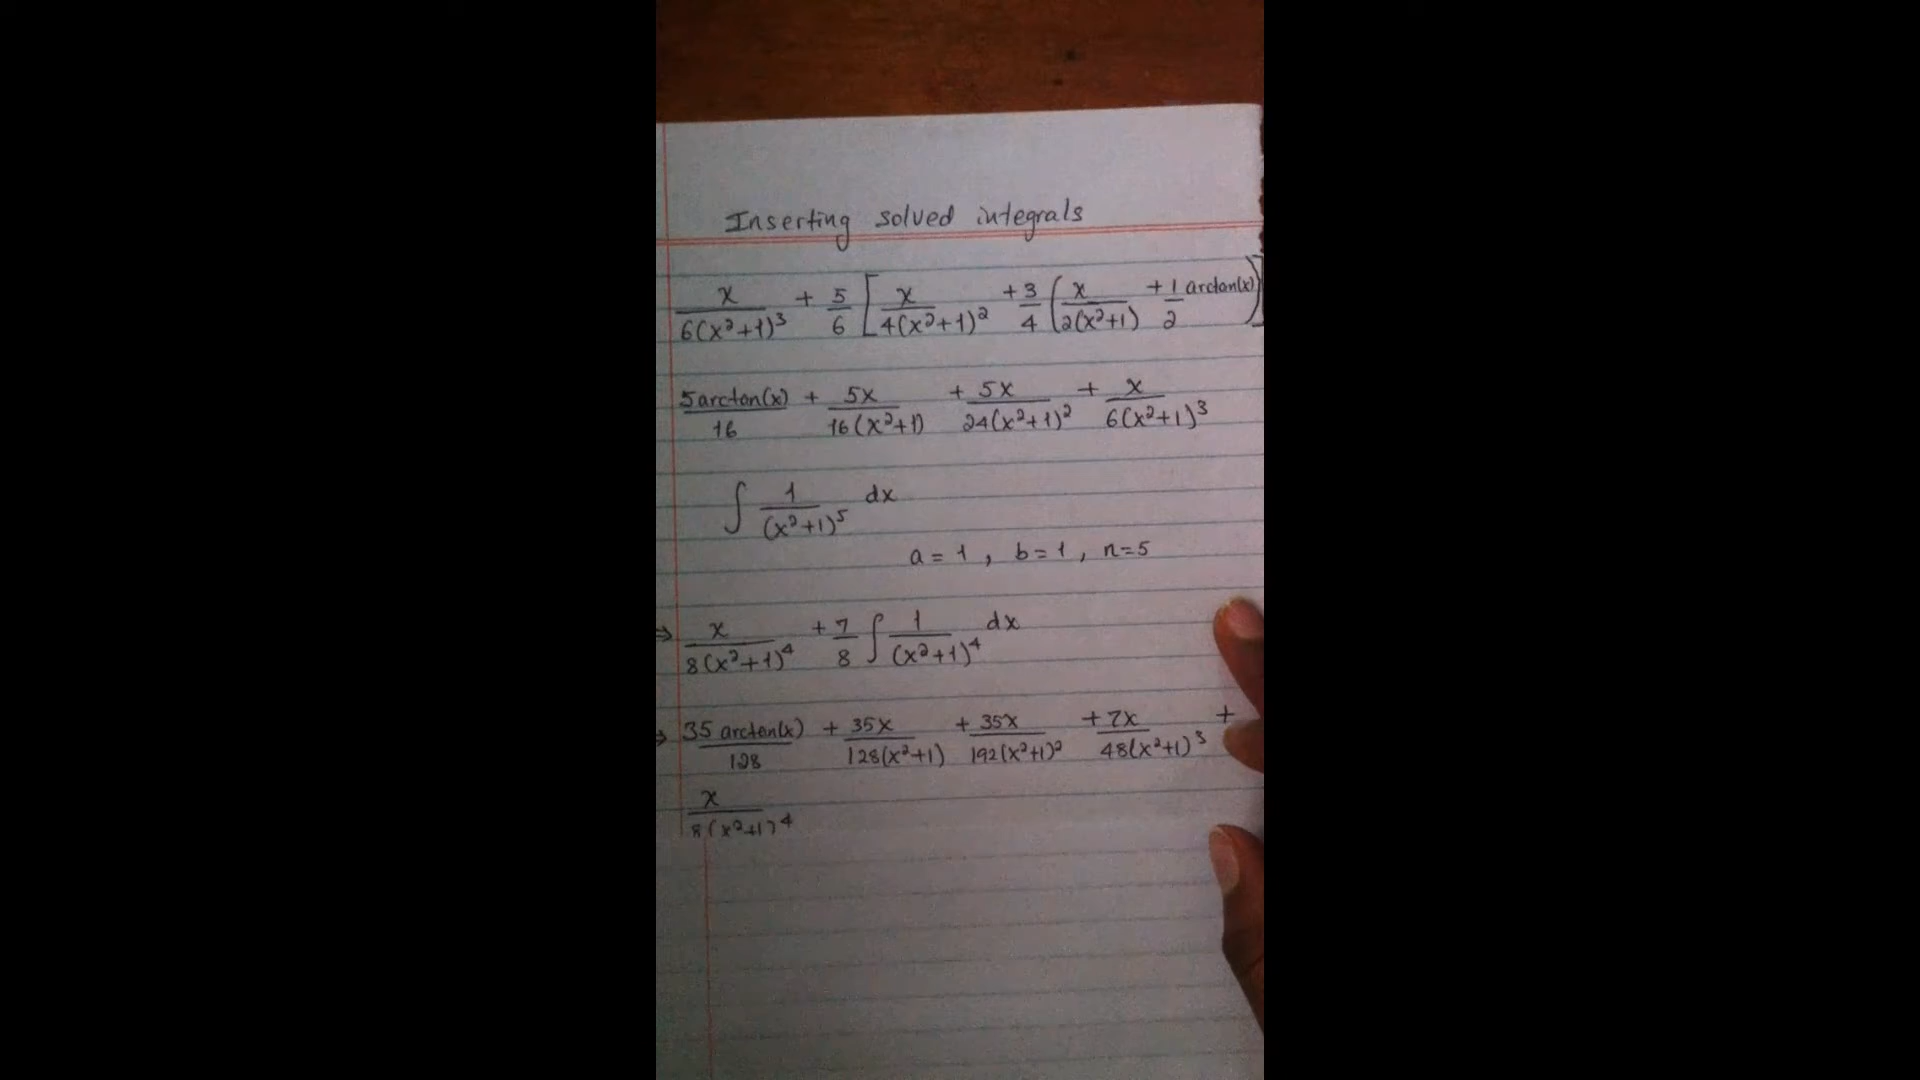 Inserting solved integrals
x/6(x²+1)³ + 5/6 [x/4(x²+1)² + 3/4 (x/2(x²+1) + 1/2 arctan(x))]
5arctan(x)/16 + 5x/16(x²+1) + 5x/24(x²+1)² + x/6(x²+1)³
∫ 1/(x²+1)⁵ dx
a = 1 , b = 1 , n=5
⇒ x/8(x²+1)⁴ + 7/8 ∫ 1/(x²+1)⁴ dx
⇒ 35 arctan(x)/128 + 35x/128(x²+1) + 35x/192(x²+1)² + 7x/48(x²+1)³ +
x/8(x²+1)⁴